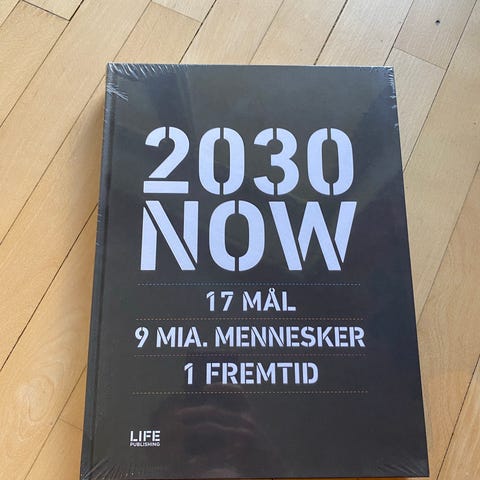 2030
NOW
17 MÅL
9 MIA. MENNESKER
1 FREMTID
LIFE
PUBLISHING